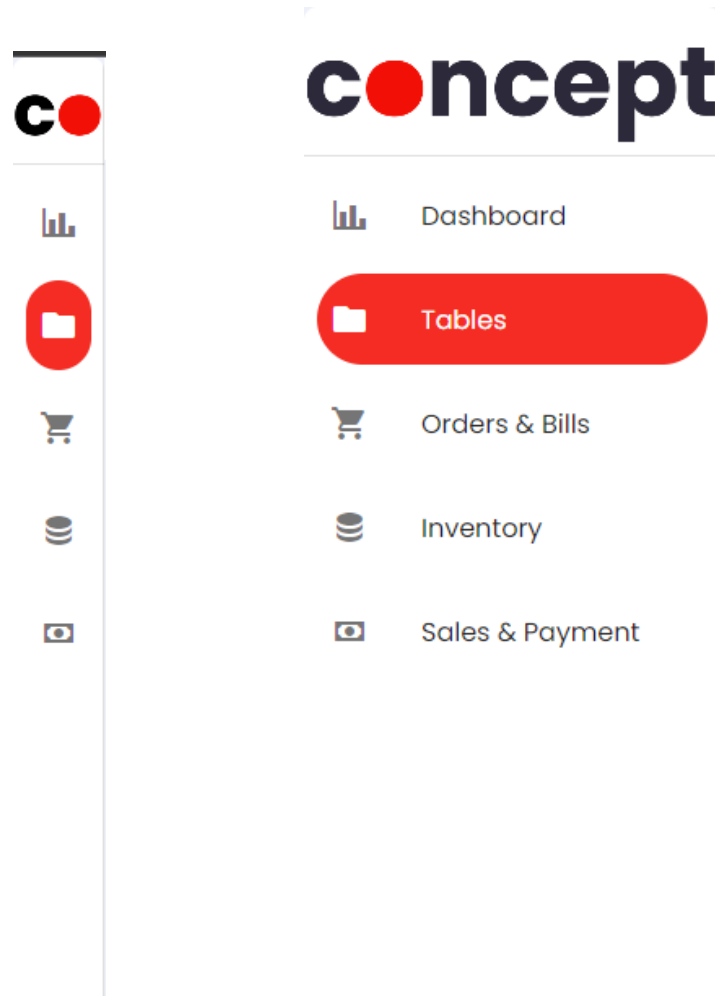 co
concept
Dashboard
Tables
Orders & Bills
Inventory
Sales & Payment